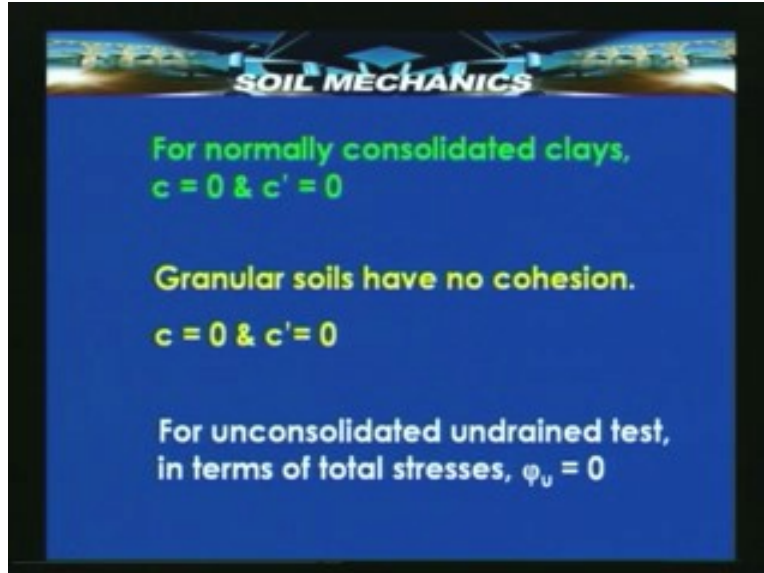 SOIL MECHANICS
For normally consolidated clays,
c = 0 & c' = 0
Granular soils have no cohesion.
c = 0 & c'= 0
For unconsolidated undrained test,
in terms of total stresses, φᵤ = 0